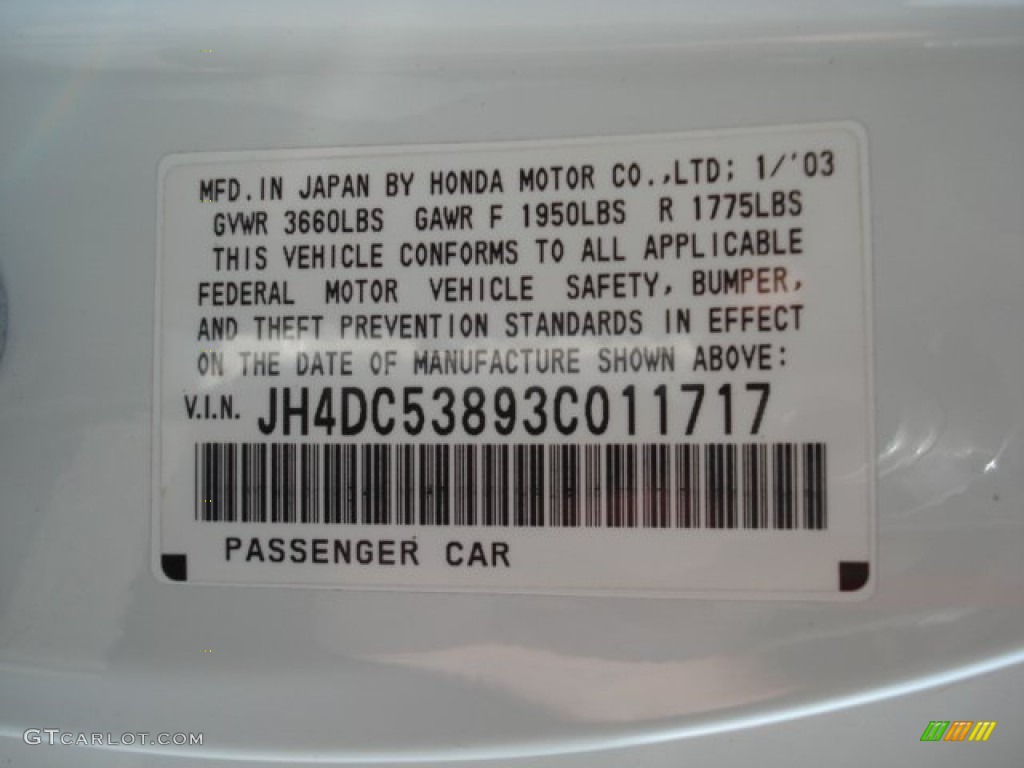 MFD. IN JAPAN BY HONDA MOTOR CO.,LTD; 1/'03
GVWR 3660LBS GAWR F 1950LBS R 1775LBS
THIS VEHICLE CONFORMS TO ALL APPLICABLE
FEDERAL MOTOR VEHICLE SAFETY, BUMPER,
AND THEFT PREVENTION STANDARDS IN EFFECT
ON THE DATE OF MANUFACTURE SHOWN ABOVE:
V.I.N. JH4DC53893C011717
PASSENGER CAR
GTCARLOT.COM